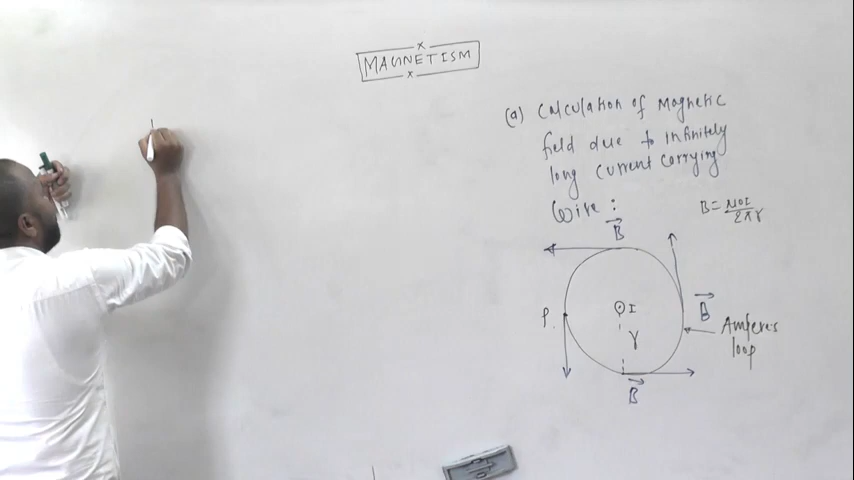 x
MAGNETISM
x
(a) Calculation of Magnetic
field due to infinitely
long current carrying
Wire :
B = μ0I / 2πr
B
B
P.
I
r
Ampere's
loop
B